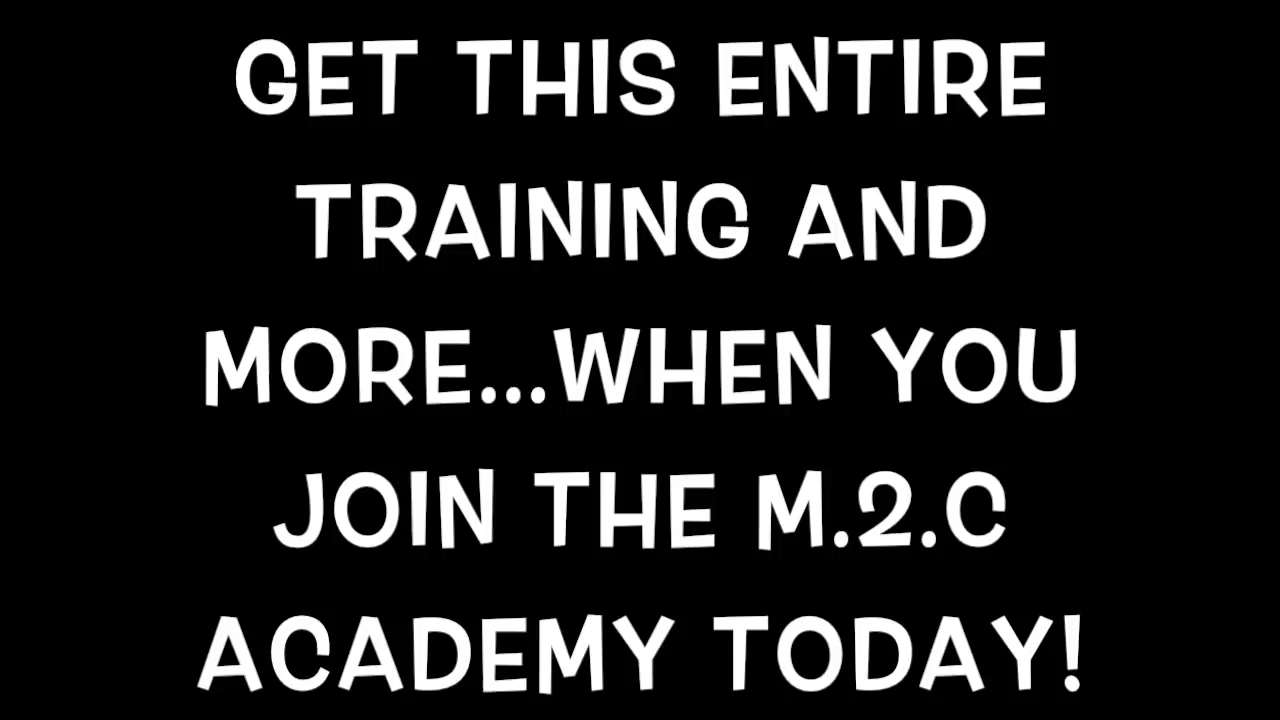 GET THIS ENTIRE
TRAINING AND
MORE...WHEN YOU
JOIN THE M.2.C
ACADEMY TODAY!